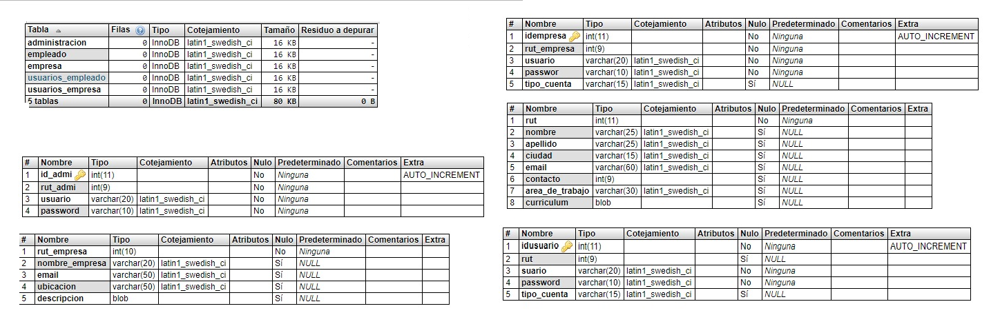 Tabla Filas Tipo Cotejamiento Tamaño Residuo a depurar
administracion 0 InnoDB latin1_swedish_ci 16 KB -
empleado 0 InnoDB latin1_swedish_ci 16 KB -
empresa 0 InnoDB latin1_swedish_ci 16 KB -
usuarios_empleado 0 InnoDB latin1_swedish_ci 16 KB -
usuarios_empresa 0 InnoDB latin1_swedish_ci 16 KB -
5 tablas 0 InnoDB latin1_swedish_ci 80 KB 0 B
# Nombre Tipo Cotejamiento Atributos Nulo Predeterminado Comentarios Extra
1 id_admi int(11) No Ninguna AUTO_INCREMENT
2 rut_admi int(9) No Ninguna
3 usuario varchar(20) latin1_swedish_ci No Ninguna
4 password varchar(10) latin1_swedish_ci No Ninguna
# Nombre Tipo Cotejamiento Atributos Nulo Predeterminado Comentarios Extra
1 rut_empresa int(10) No Ninguna
2 nombre_empresa varchar(20) latin1_swedish_ci Sí NULL
3 email varchar(50) latin1_swedish_ci Sí NULL
4 ubicacion varchar(50) latin1_swedish_ci Sí NULL
5 descripcion blob Sí NULL
# Nombre Tipo Cotejamiento Atributos Nulo Predeterminado Comentarios Extra
1 idempresa int(11) No Ninguna AUTO_INCREMENT
2 rut_empresa int(9) No Ninguna
3 usuario varchar(20) latin1_swedish_ci No Ninguna
4 passwor varchar(10) latin1_swedish_ci No Ninguna
5 tipo_cuenta varchar(15) latin1_swedish_ci Sí NULL
# Nombre Tipo Cotejamiento Atributos Nulo Predeterminado Comentarios Extra
1 rut int(11) No Ninguna
2 nombre varchar(25) latin1_swedish_ci Sí NULL
3 apellido varchar(25) latin1_swedish_ci Sí NULL
4 ciudad varchar(15) latin1_swedish_ci Sí NULL
5 email varchar(60) latin1_swedish_ci Sí NULL
6 contacto int(9) Sí NULL
7 area_de_trabajo varchar(30) latin1_swedish_ci Sí NULL
8 curriculum blob Sí NULL
# Nombre Tipo Cotejamiento Atributos Nulo Predeterminado Comentarios Extra
1 idusuario int(11) No Ninguna AUTO_INCREMENT
2 rut int(9) Sí NULL
3 suario varchar(20) latin1_swedish_ci No Ninguna
4 password varchar(10) latin1_swedish_ci No Ninguna
5 tipo_cuenta varchar(15) latin1_swedish_ci Sí NULL